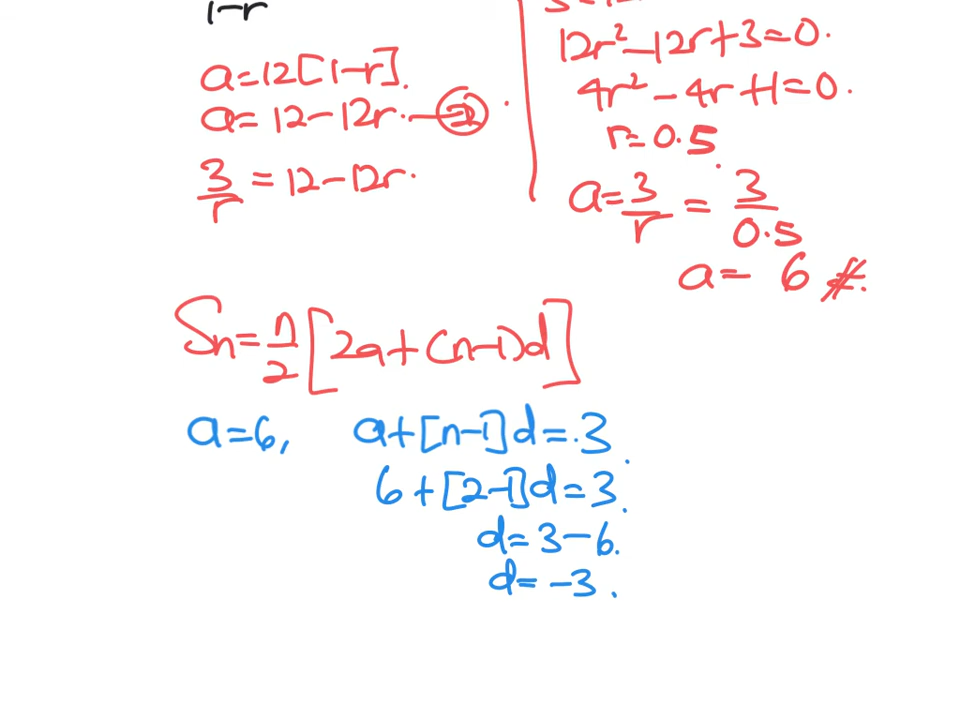 1-r
a=12[1-r].
a= 12-12r. — ②
3/r = 12-12r.
12r²-12r+3=0.
4r² - 4r+1=0.
r= 0.5
a= 3/r = 3/0.5
a= 6 #.
Sn= n/2 [2a+(n-1)d]
a=6, a+[n-1]d=.3
6+[2-1]d=3.
d= 3-6.
d= -3.